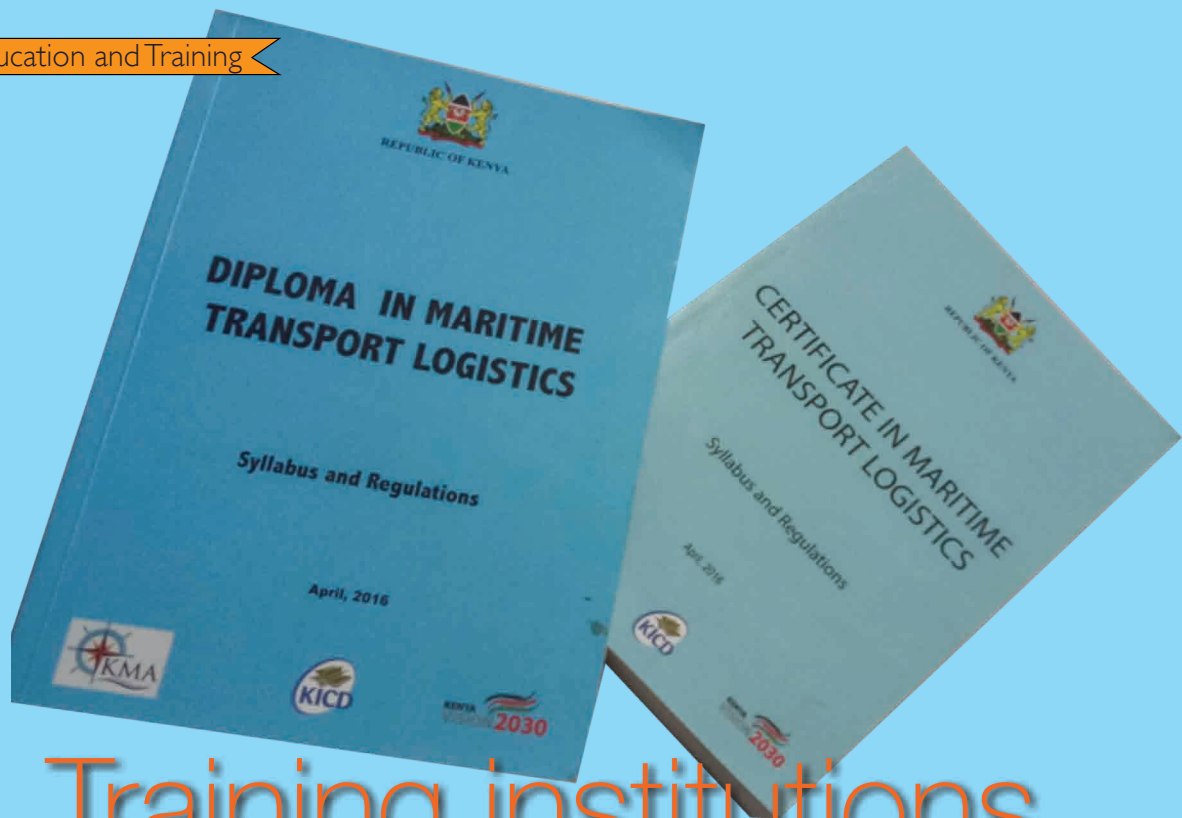 ucation and Training
REPUBLIC OF KENYA
DIPLOMA IN MARITIME
TRANSPORT LOGISTICS
Syllabus and Regulations
April, 2016
KMA
KICD
KENYA
VISION 2030
REPUBLIC OF KENYA
CERTIFICATE IN MARITIME
TRANSPORT LOGISTICS
Syllabus and Regulations
April, 2016
KICD
KENYA
VISION 2030
Training institutions